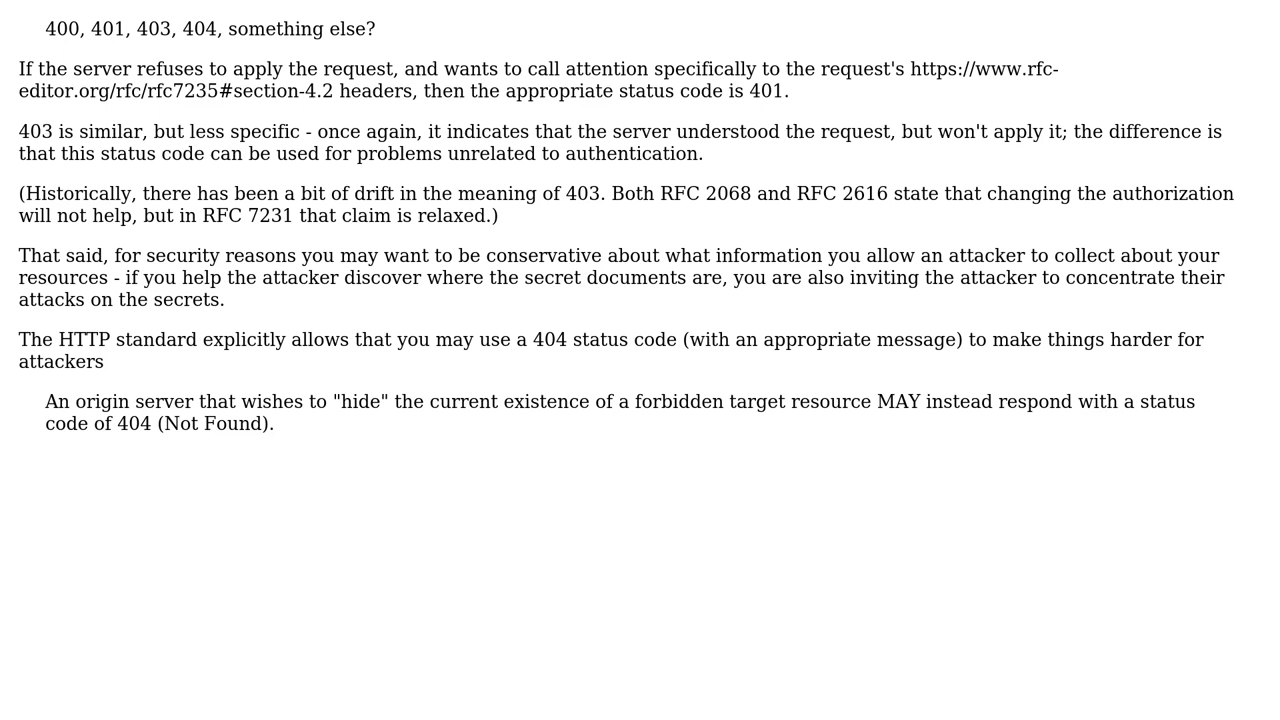 400, 401, 403, 404, something else?
If the server refuses to apply the request, and wants to call attention specifically to the request's https://www.rfc-
editor.org/rfc/rfc7235#section-4.2 headers, then the appropriate status code is 401.
403 is similar, but less specific - once again, it indicates that the server understood the request, but won't apply it; the difference is
that this status code can be used for problems unrelated to authentication.
(Historically, there has been a bit of drift in the meaning of 403. Both RFC 2068 and RFC 2616 state that changing the authorization
will not help, but in RFC 7231 that claim is relaxed.)
That said, for security reasons you may want to be conservative about what information you allow an attacker to collect about your
resources - if you help the attacker discover where the secret documents are, you are also inviting the attacker to concentrate their
attacks on the secrets.
The HTTP standard explicitly allows that you may use a 404 status code (with an appropriate message) to make things harder for
attackers
An origin server that wishes to "hide" the current existence of a forbidden target resource MAY instead respond with a status
code of 404 (Not Found).